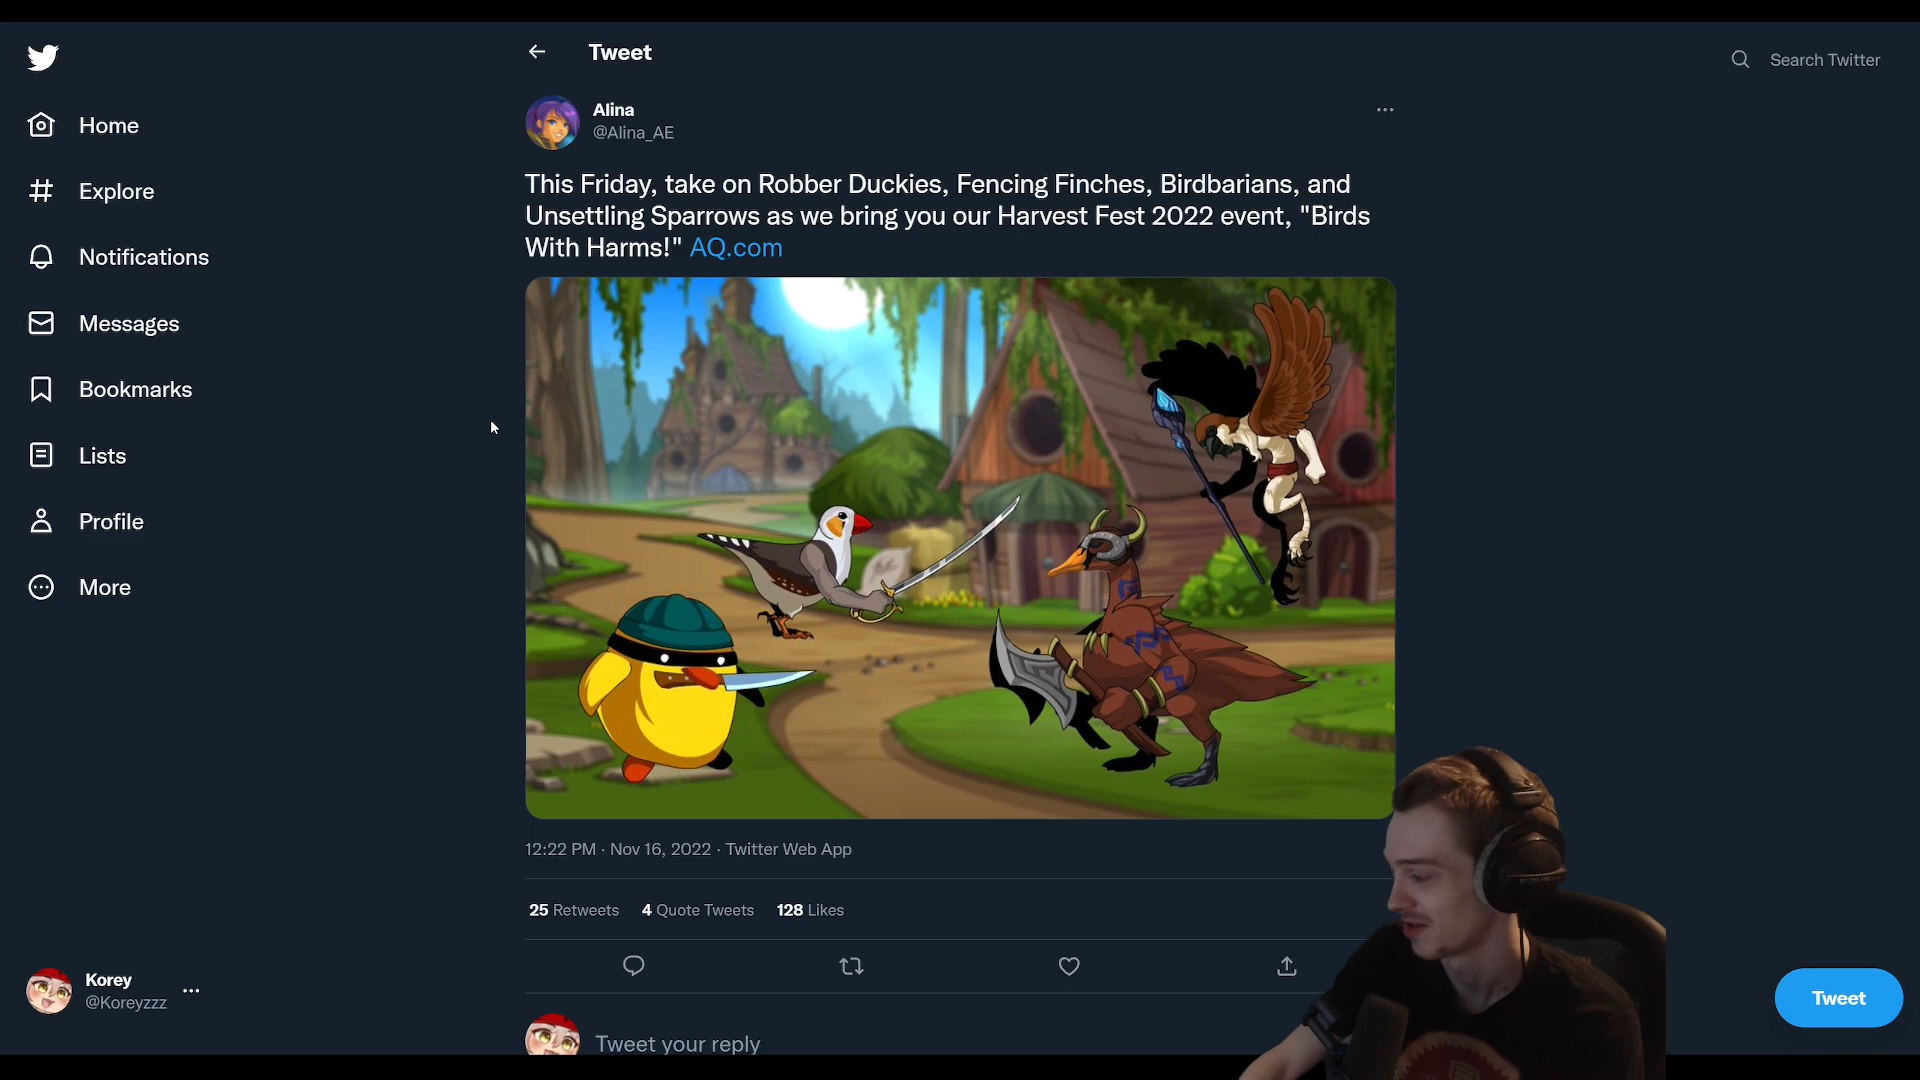 Tweet
Search Twitter
Home
Explore
Notifications
Messages
Bookmarks
Lists
Profile
More
Korey
@Koreyzzz
Alina
@Alina_AE
This Friday, take on Robber Duckies, Fencing Finches, Birdbarians, and
Unsettling Sparrows as we bring you our Harvest Fest 2022 event, "Birds
With Harms!" AQ.com
12:22 PM · Nov 16, 2022 · Twitter Web App
25 Retweets 4 Quote Tweets 128 Likes
Tweet your reply
Tweet